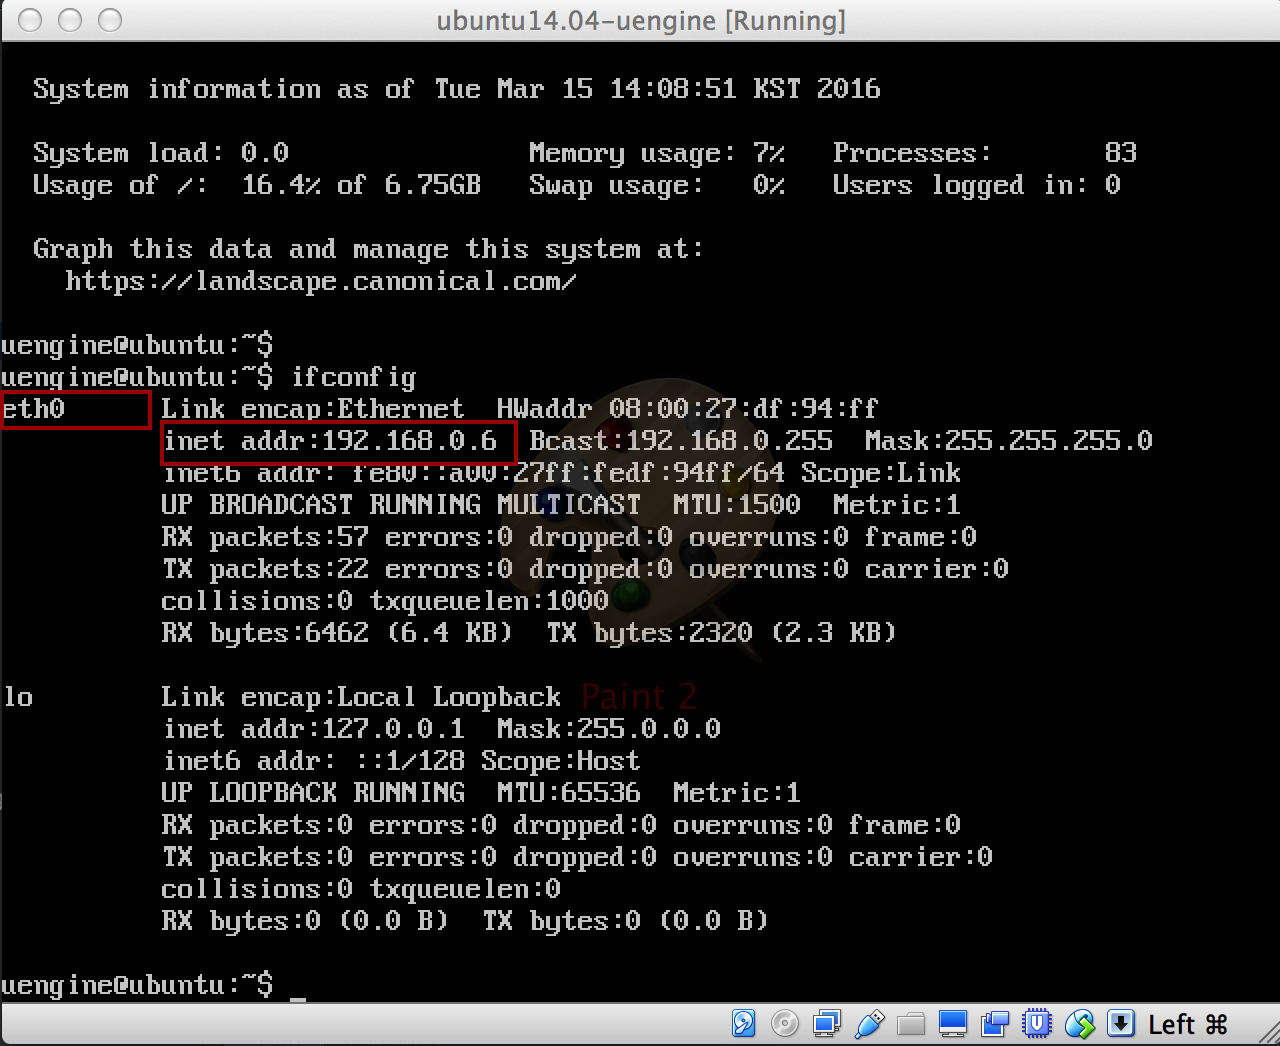 ubuntu14.04-uengine [Running]
System information as of Tue Mar 15 14:08:51 KST 2016
System load: 0.0 Memory usage: 7% Processes: 83
Usage of /: 16.4% of 6.75GB Swap usage: 0% Users logged in: 0
Graph this data and manage this system at:
https://landscape.canonical.com/
uengine@ubuntu:~$
uengine@ubuntu:~$ ifconfig
eth0 Link encap:Ethernet HWaddr 08:00:27:df:94:ff
inet addr:192.168.0.6 Bcast:192.168.0.255 Mask:255.255.255.0
inet6 addr: fe80::a00:27ff:fedf:94ff/64 Scope:Link
UP BROADCAST RUNNING MULTICAST MTU:1500 Metric:1
RX packets:57 errors:0 dropped:0 overruns:0 frame:0
TX packets:22 errors:0 dropped:0 overruns:0 carrier:0
collisions:0 txqueuelen:1000
RX bytes:6462 (6.4 KB) TX bytes:2320 (2.3 KB)
Paint 2
lo Link encap:Local Loopback
inet addr:127.0.0.1 Mask:255.0.0.0
inet6 addr: ::1/128 Scope:Host
UP LOOPBACK RUNNING MTU:65536 Metric:1
RX packets:0 errors:0 dropped:0 overruns:0 frame:0
TX packets:0 errors:0 dropped:0 overruns:0 carrier:0
collisions:0 txqueuelen:0
RX bytes:0 (0.0 B) TX bytes:0 (0.0 B)
uengine@ubuntu:~$ _
Left ⌘